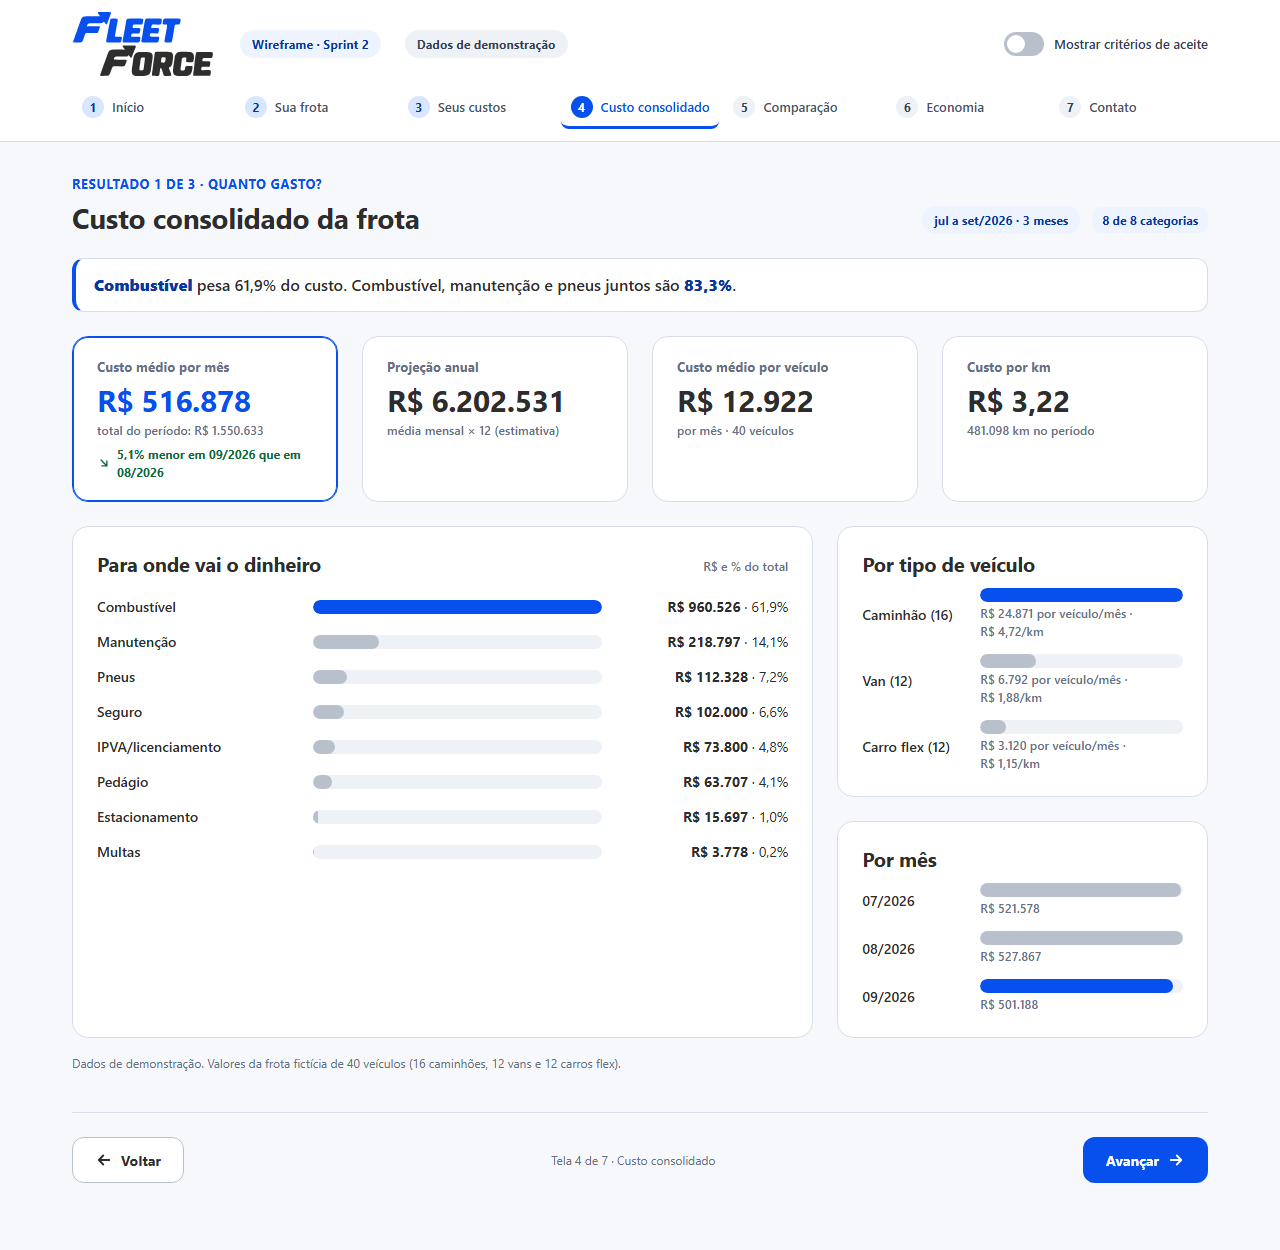 FLEET
FORCE
Wireframe · Sprint 2
Dados de demonstração
Mostrar critérios de aceite
1 Início
2 Sua frota
3 Seus custos
4 Custo consolidado
5 Comparação
6 Economia
7 Contato
RESULTADO 1 DE 3 · QUANTO GASTO?
Custo consolidado da frota
jul a set/2026 · 3 meses
8 de 8 categorias
Combustível pesa 61,9% do custo. Combustível, manutenção e pneus juntos são 83,3%.
Custo médio por mês
R$ 516.878
total do período: R$ 1.550.633
5,1% menor em 09/2026 que em
08/2026
Projeção anual
R$ 6.202.531
média mensal × 12 (estimativa)
Custo médio por veículo
R$ 12.922
por mês · 40 veículos
Custo por km
R$ 3,22
481.098 km no período
Para onde vai o dinheiro
R$ e % do total
Combustível R$ 960.526 · 61,9%
Manutenção R$ 218.797 · 14,1%
Pneus R$ 112.328 · 7,2%
Seguro R$ 102.000 · 6,6%
IPVA/licenciamento R$ 73.800 · 4,8%
Pedágio R$ 63.707 · 4,1%
Estacionamento R$ 15.697 · 1,0%
Multas R$ 3.778 · 0,2%
Por tipo de veículo
Caminhão (16)
R$ 24.871 por veículo/mês ·
R$ 4,72/km
Van (12)
R$ 6.792 por veículo/mês ·
R$ 1,88/km
Carro flex (12)
R$ 3.120 por veículo/mês ·
R$ 1,15/km
Por mês
07/2026
R$ 521.578
08/2026
R$ 527.867
09/2026
R$ 501.188
Dados de demonstração. Valores da frota fictícia de 40 veículos (16 caminhões, 12 vans e 12 carros flex).
← Voltar
Tela 4 de 7 · Custo consolidado
Avançar →